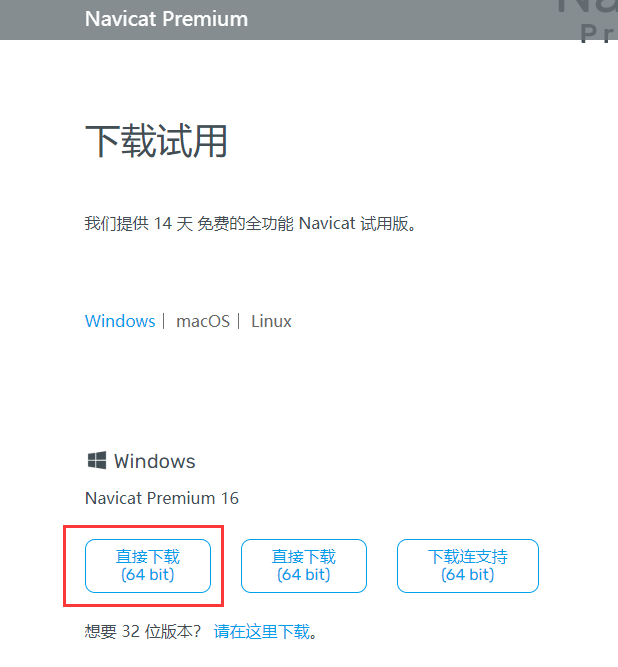 Navicat Premium
下载试用
我们提供 14 天 免费的全功能 Navicat 试用版。
Windows | macOS | Linux
Windows
Navicat Premium 16
直接下载
(64 bit)
直接下载
(64 bit)
下载连支持
(64 bit)
想要 32 位版本? 请在这里下载。